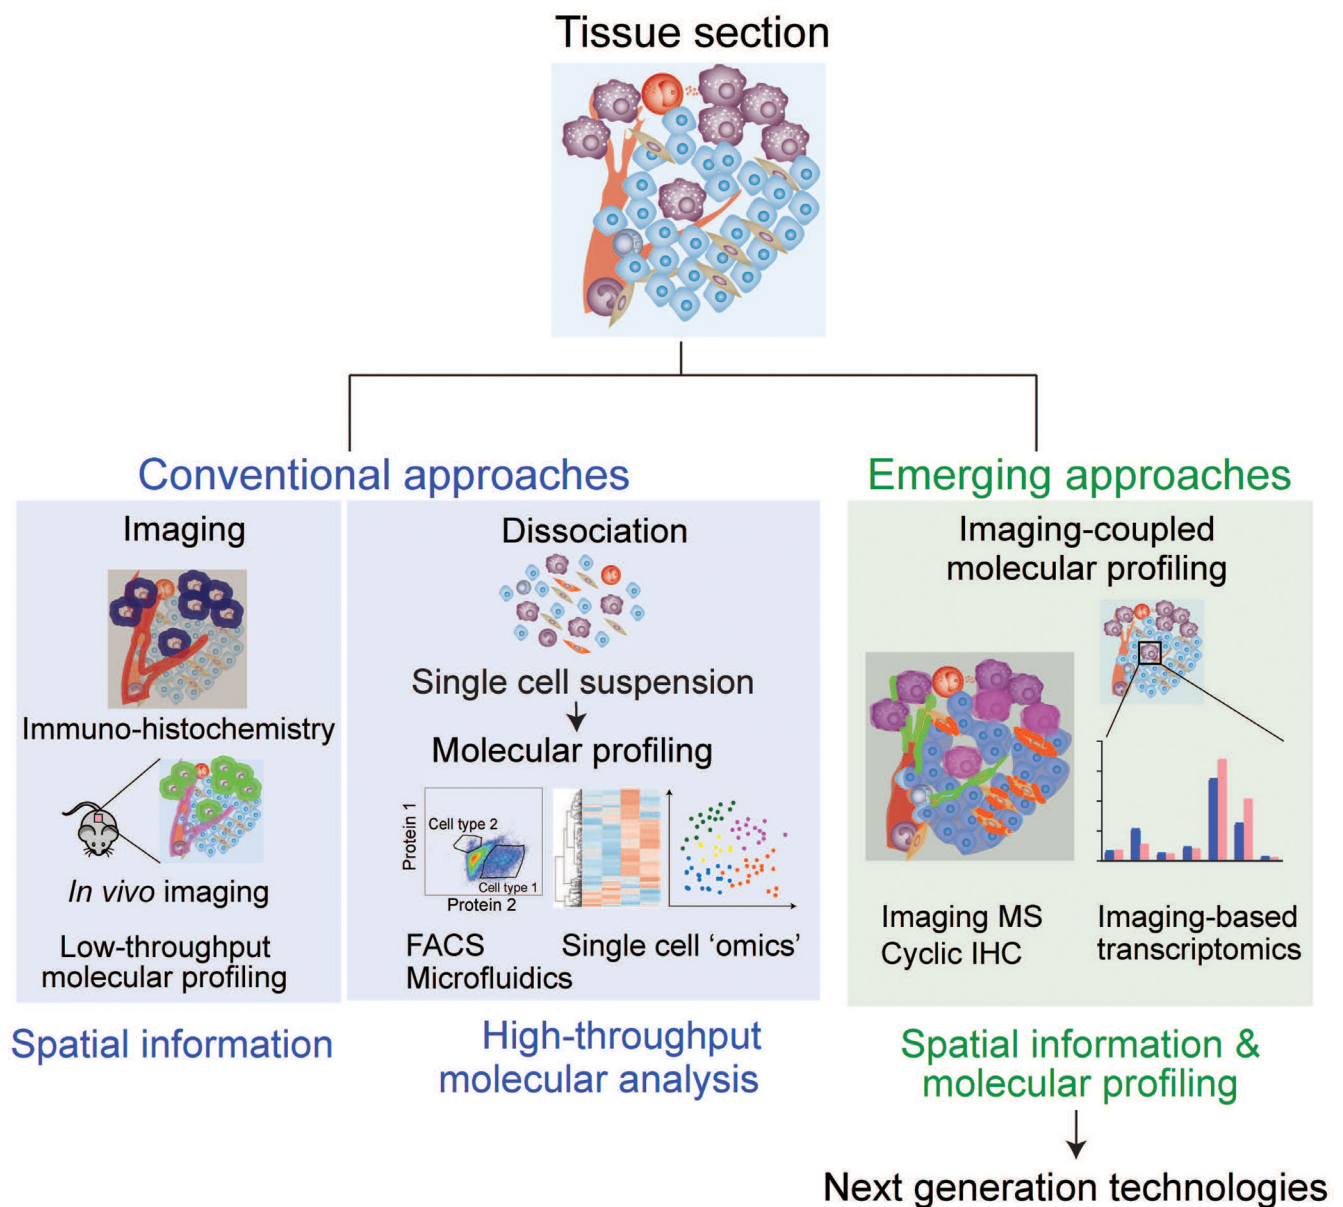 Tissue section
Conventional approaches
Imaging
Immuno-histochemistry
In vivo imaging
Low-throughput
molecular profiling
Spatial information
Dissociation
Single cell suspension
Molecular profiling
Protein 1
Cell type 2
Cell type 1
Protein 2
FACS
Microfluidics
Single cell ‘omics’
High-throughput
molecular analysis
Emerging approaches
Imaging-coupled
molecular profiling
Imaging MS
Cyclic IHC
Imaging-based
transcriptomics
Spatial information &
molecular profiling
Next generation technologies